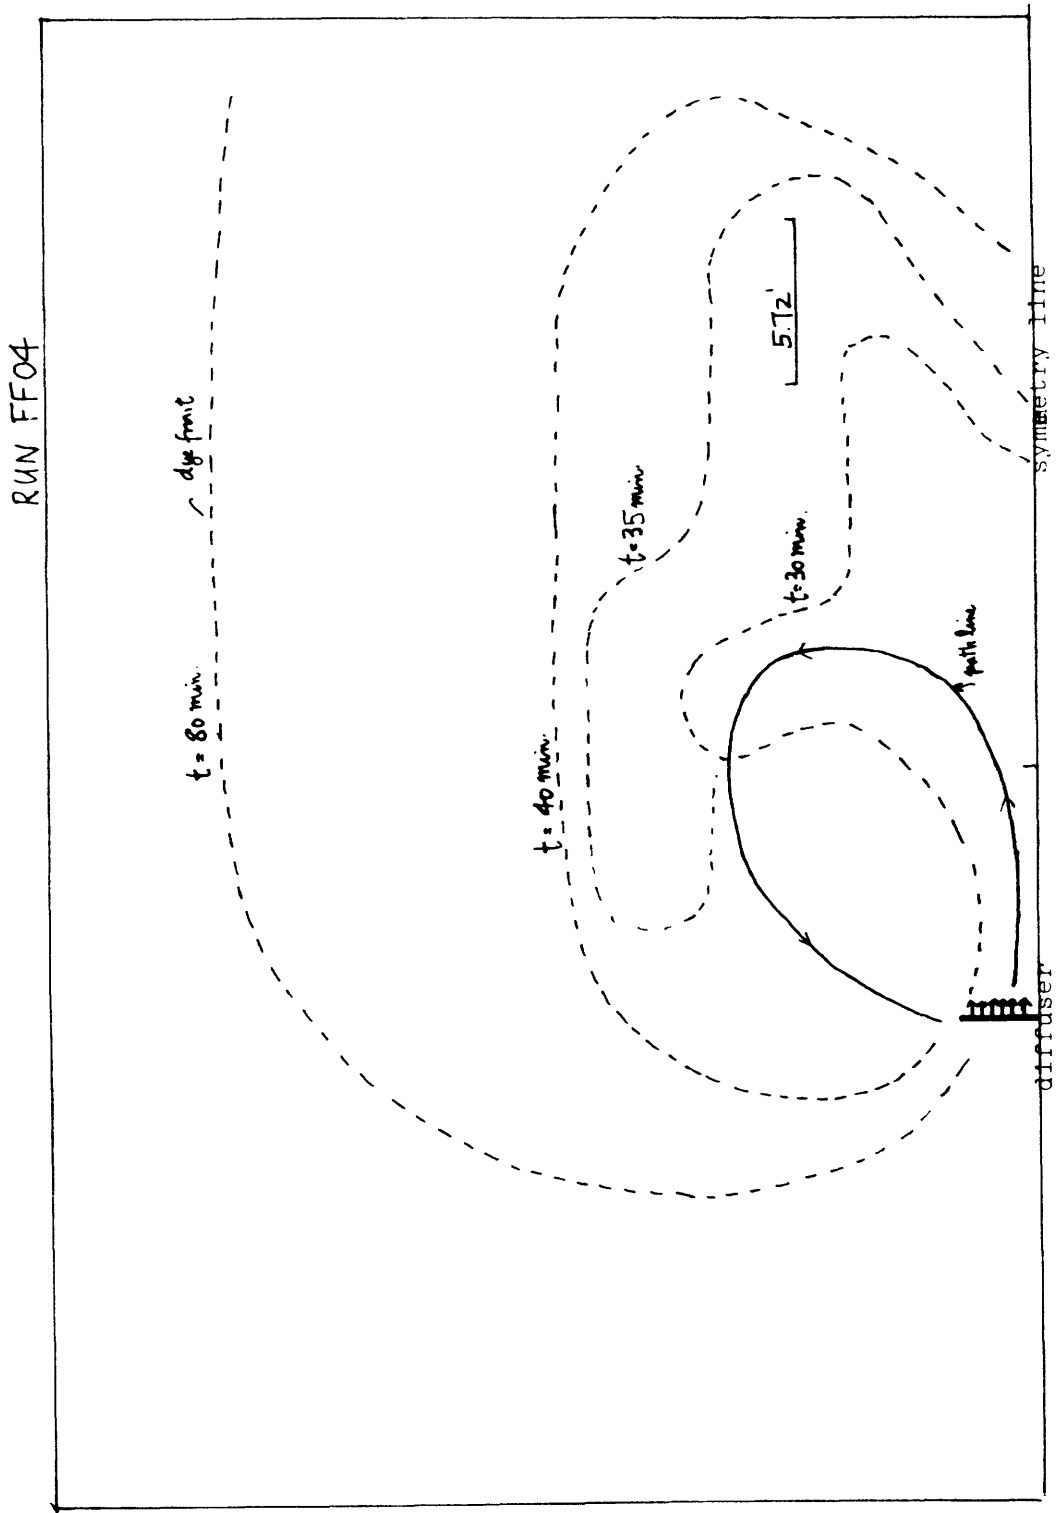 RUN FF04
dye front
t = 80 min.
t = 40 min.
t = 35 min.
t = 30 min.
5.72'
path line
symmetry line
diffuser